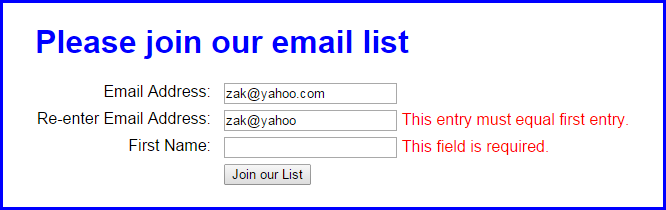 Please join our email list
Email Address: zak@yahoo.com
Re-enter Email Address: zak@yahoo This entry must equal first entry.
First Name: This field is required.
Join our List